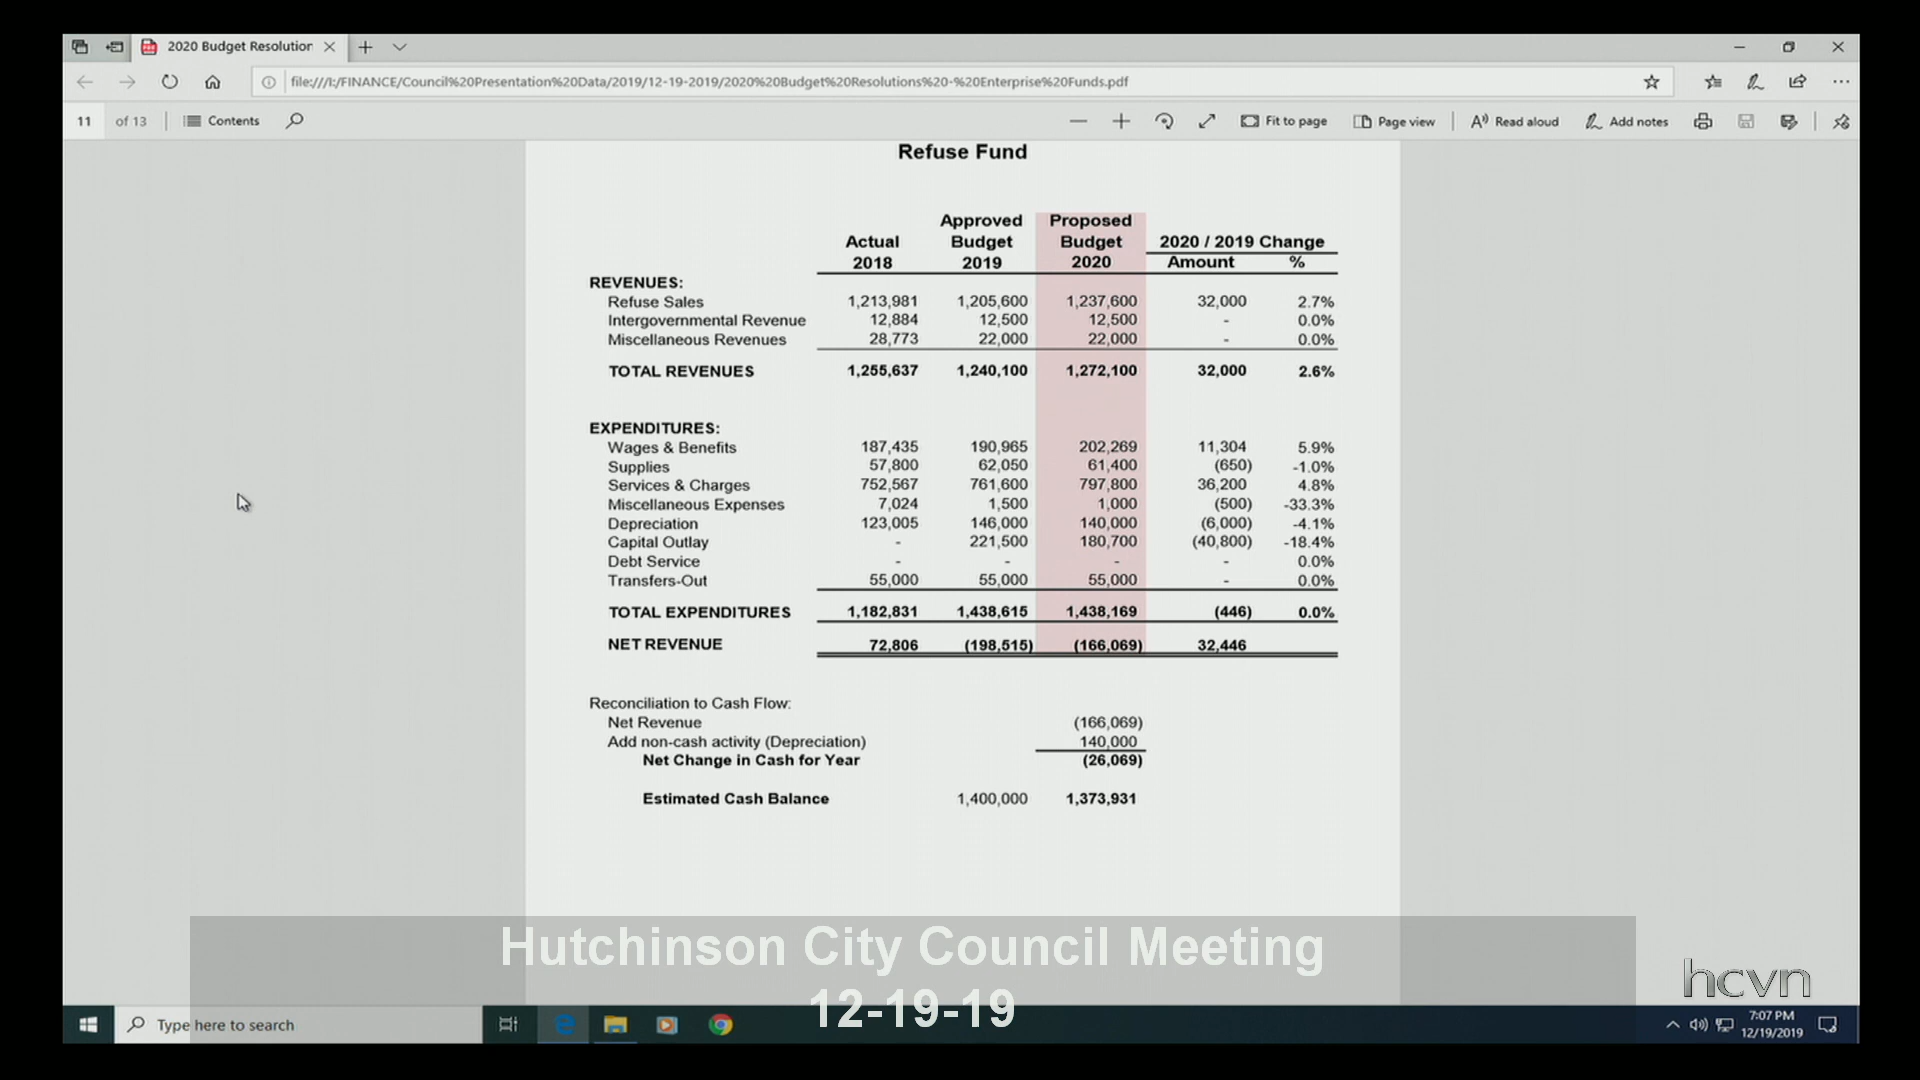 2020 Budget Resolution
file:///I:/FINANCE/Council%20Presentation%20Data/2019/12-19-2019/2020%20Budget%20Resolutions%20-%20Enterprise%20Funds.pdf
11 of 13 Contents Fit to page Page view Read aloud Add notes
Refuse Fund
Approved Proposed
Actual Budget Budget 2020 / 2019 Change
2018 2019 2020 Amount %
REVENUES:
Refuse Sales 1,213,981 1,205,600 1,237,600 32,000 2.7%
Intergovernmental Revenue 12,884 12,500 12,500 - 0.0%
Miscellaneous Revenues 28,773 22,000 22,000 - 0.0%
TOTAL REVENUES 1,255,637 1,240,100 1,272,100 32,000 2.6%
EXPENDITURES:
Wages & Benefits 187,435 190,965 202,269 11,304 5.9%
Supplies 57,800 62,050 61,400 (650) -1.0%
Services & Charges 752,567 761,600 797,800 36,200 4.8%
Miscellaneous Expenses 7,024 1,500 1,000 (500) -33.3%
Depreciation 123,005 146,000 140,000 (6,000) -4.1%
Capital Outlay - 221,500 180,700 (40,800) -18.4%
Debt Service - - - - 0.0%
Transfers-Out 55,000 55,000 55,000 - 0.0%
TOTAL EXPENDITURES 1,182,831 1,438,615 1,438,169 (446) 0.0%
NET REVENUE 72,806 (198,515) (166,069) 32,446
Reconciliation to Cash Flow:
Net Revenue (166,069)
Add non-cash activity (Depreciation) 140,000
Net Change in Cash for Year (26,069)
Estimated Cash Balance 1,400,000 1,373,931
Hutchinson City Council Meeting
12-19-19
hcvn
Type here to search
7:07 PM
12/19/2019